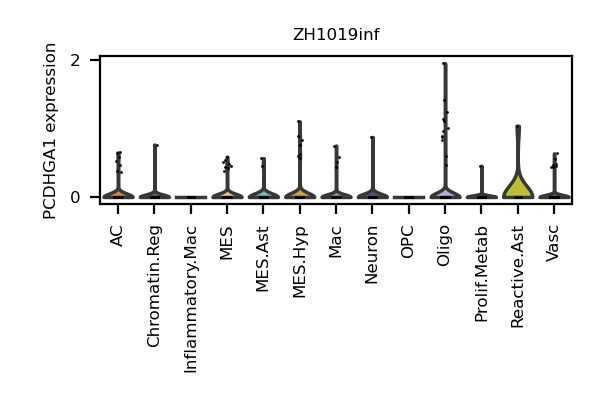 ZH1019inf
PCDHGA1 expression
2
0
AC
Chromatin.Reg
Inflammatory.Mac
MES
MES.Ast
MES.Hyp
Mac
Neuron
OPC
Oligo
Prolif.Metab
Reactive.Ast
Vasc